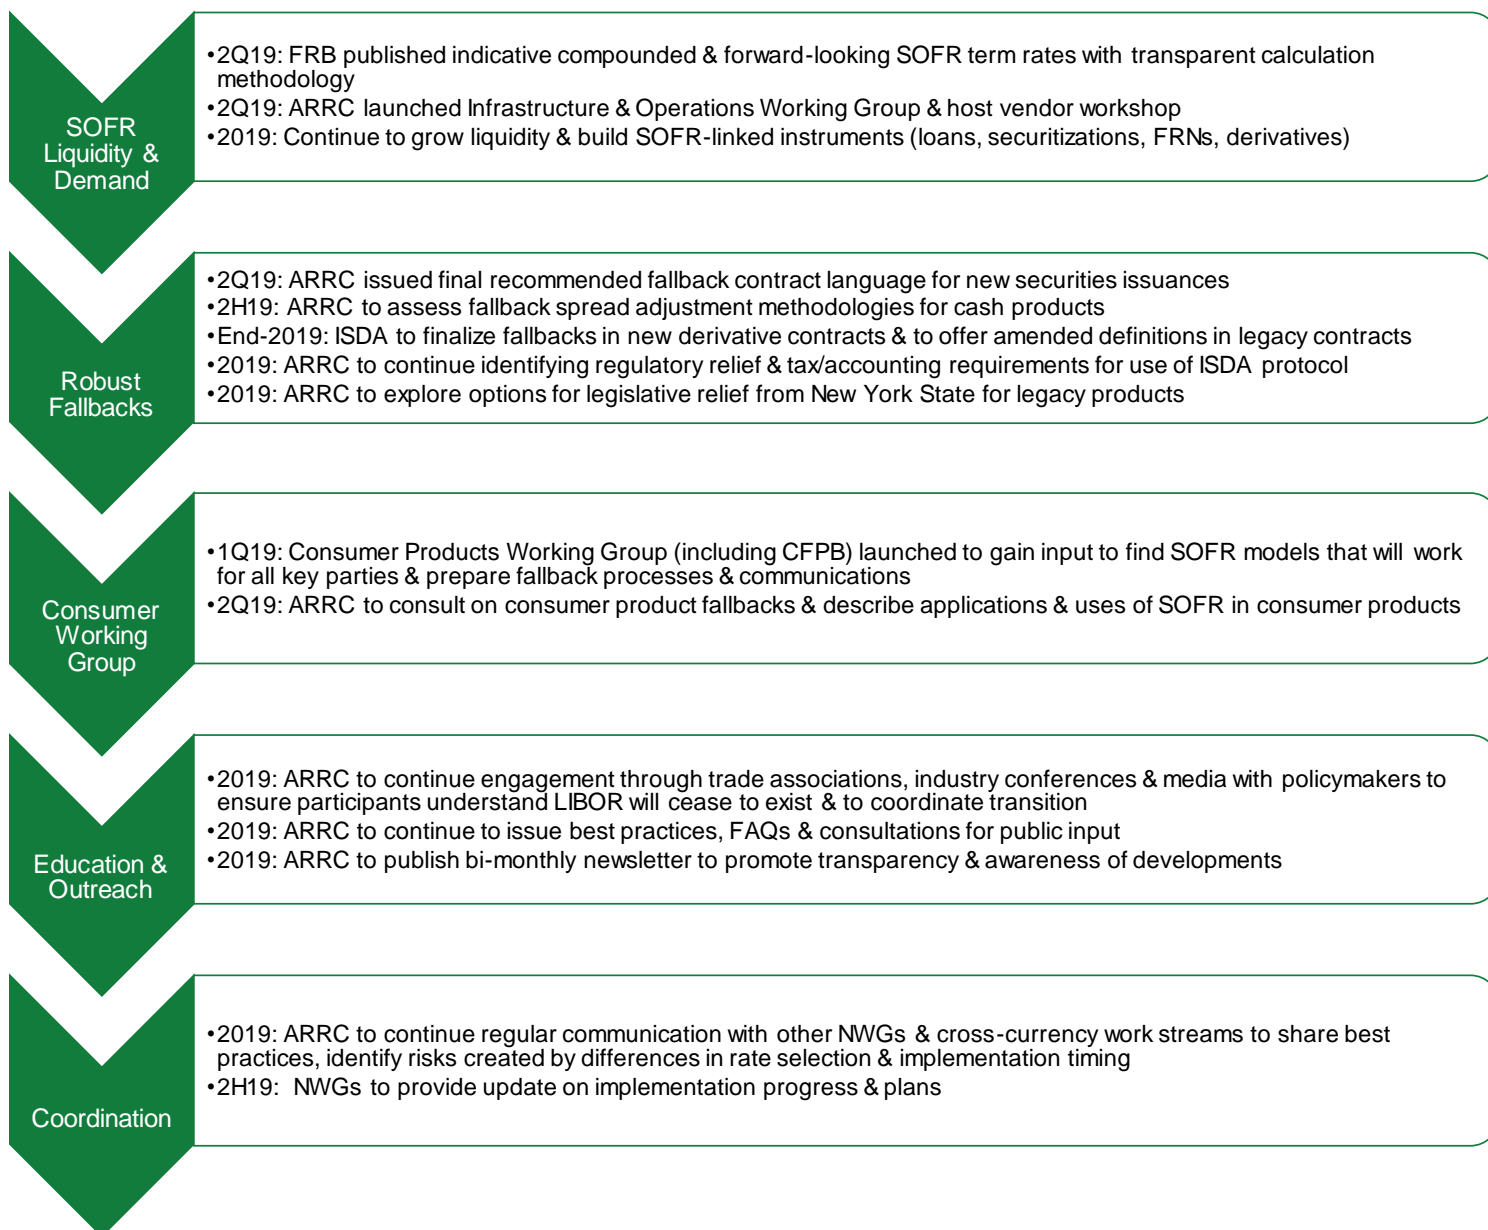 SOFR
Liquidity &
Demand
•2Q19: FRB published indicative compounded & forward-looking SOFR term rates with transparent calculation
methodology
•2Q19: ARRC launched Infrastructure & Operations Working Group & host vendor workshop
•2019: Continue to grow liquidity & build SOFR-linked instruments (loans, securitizations, FRNs, derivatives)
Robust
Fallbacks
•2Q19: ARRC issued final recommended fallback contract language for new securities issuances
•2H19: ARRC to assess fallback spread adjustment methodologies for cash products
•End-2019: ISDA to finalize fallbacks in new derivative contracts & to offer amended definitions in legacy contracts
•2019: ARRC to continue identifying regulatory relief & tax/accounting requirements for use of ISDA protocol
•2019: ARRC to explore options for legislative relief from New York State for legacy products
Consumer
Working
Group
•1Q19: Consumer Products Working Group (including CFPB) launched to gain input to find SOFR models that will work
for all key parties & prepare fallback processes & communications
•2Q19: ARRC to consult on consumer product fallbacks & describe applications & uses of SOFR in consumer products
Education &
Outreach
•2019: ARRC to continue engagement through trade associations, industry conferences & media with policymakers to
ensure participants understand LIBOR will cease to exist & to coordinate transition
•2019: ARRC to continue to issue best practices, FAQs & consultations for public input
•2019: ARRC to publish bi-monthly newsletter to promote transparency & awareness of developments
Coordination
•2019: ARRC to continue regular communication with other NWGs & cross-currency work streams to share best
practices, identify risks created by differences in rate selection & implementation timing
•2H19: NWGs to provide update on implementation progress & plans